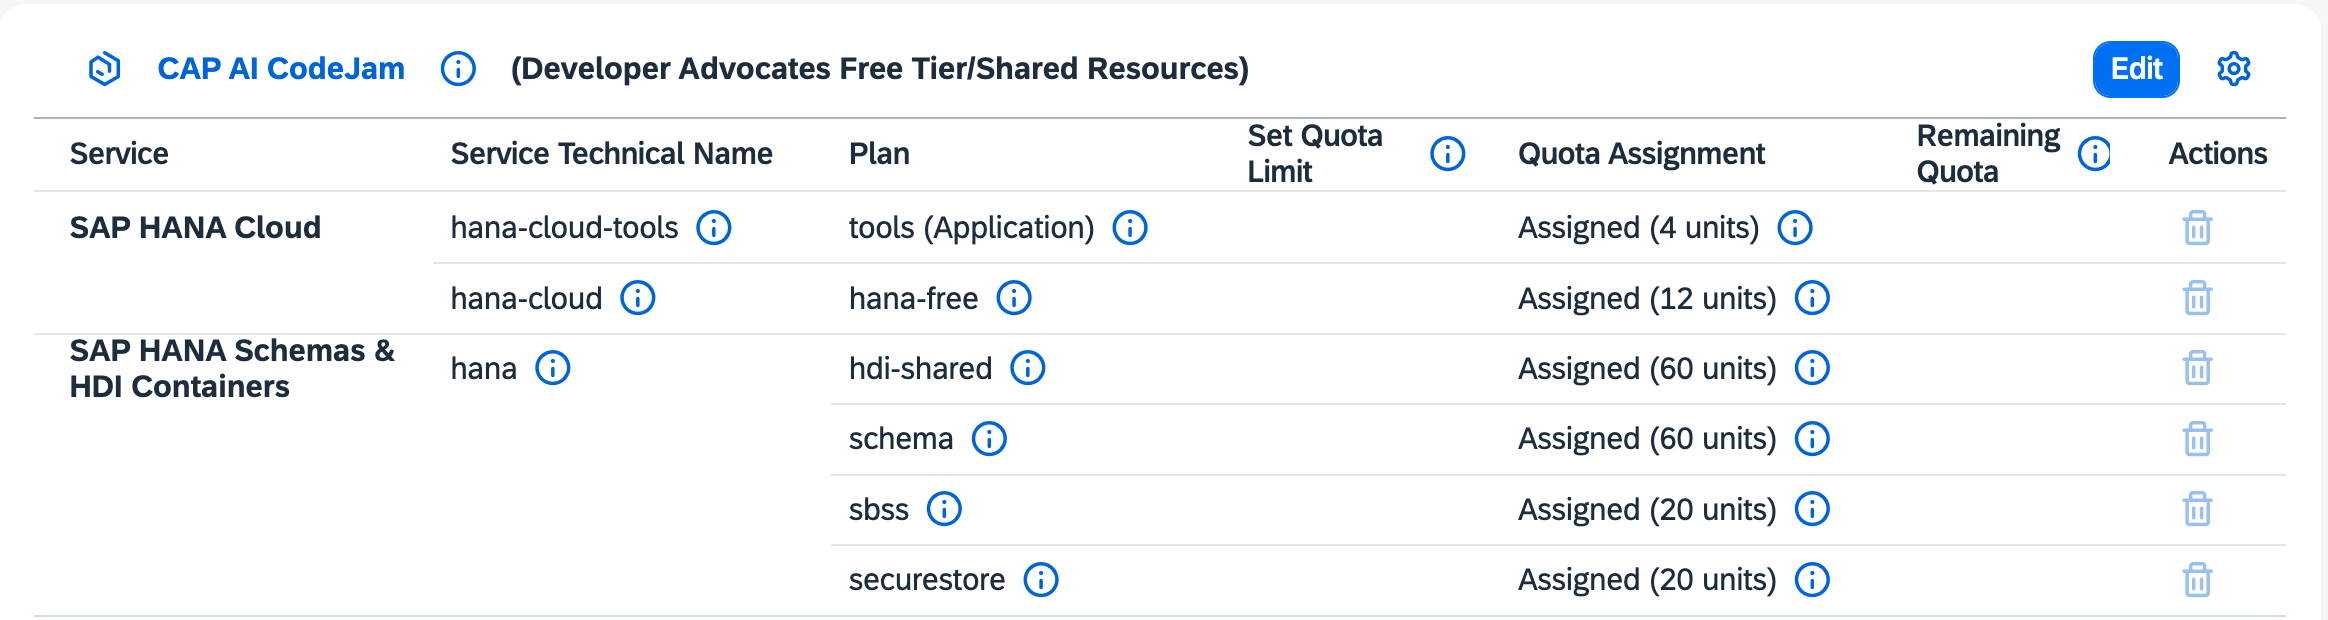 CAP AI CodeJam (Developer Advocates Free Tier/Shared Resources) Edit
Service Service Technical Name Plan Set Quota Limit Quota Assignment Remaining Quota Actions
SAP HANA Cloud hana-cloud-tools tools (Application) Assigned (4 units)
hana-cloud hana-free Assigned (12 units)
SAP HANA Schemas & HDI Containers hana hdi-shared Assigned (60 units)
schema Assigned (60 units)
sbss Assigned (20 units)
securestore Assigned (20 units)